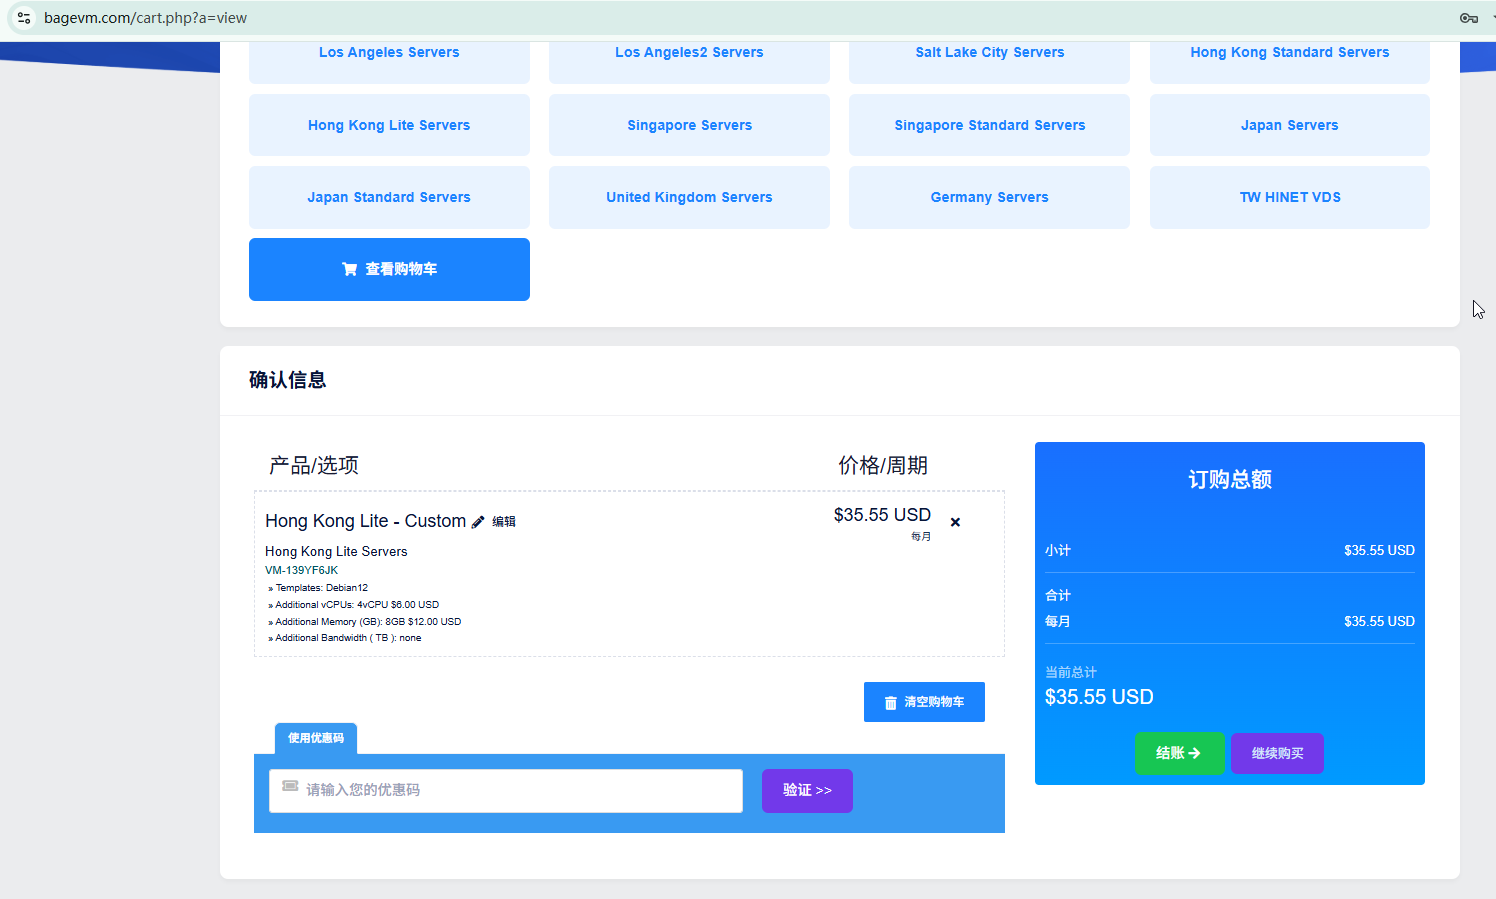 bagevm.com/cart.php?a=view
Los Angeles Servers
Los Angeles2 Servers
Salt Lake City Servers
Hong Kong Standard Servers
Hong Kong Lite Servers
Singapore Servers
Singapore Standard Servers
Japan Servers
Japan Standard Servers
United Kingdom Servers
Germany Servers
TW HINET VDS
查看购物车
确认信息
产品/选项
价格/周期
Hong Kong Lite - Custom 编辑
$35.55 USD
每月
Hong Kong Lite Servers
VM-139YF6JK
» Templates: Debian12
» Additional vCPUs: 4vCPU $6.00 USD
» Additional Memory (GB): 8GB $12.00 USD
» Additional Bandwidth ( TB ): none
清空购物车
使用优惠码
请输入您的优惠码
验证 >>
订购总额
小计 $35.55 USD
合计
每月 $35.55 USD
当前总计
$35.55 USD
结账
继续购买